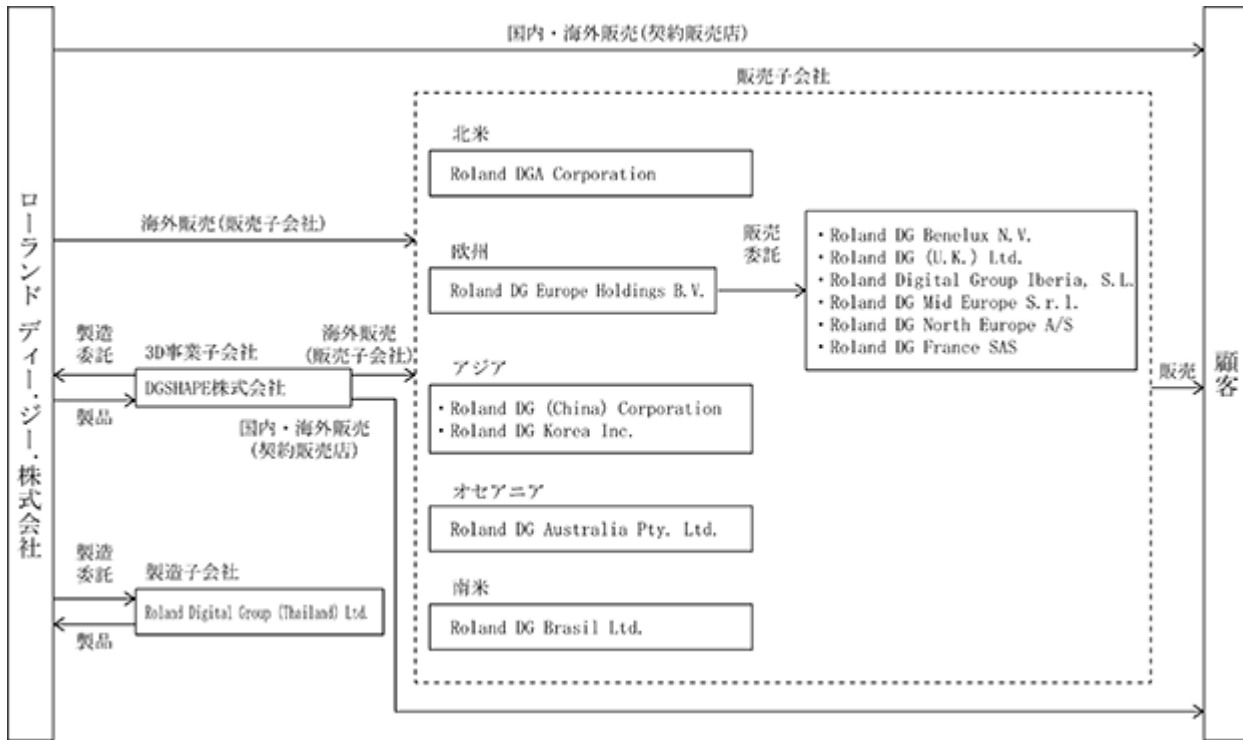 国内・海外販売(契約販売店)
販売子会社
ローランド ディー.ジー.株式会社
海外販売(販売子会社)
北米
Roland DGA Corporation
欧州
Roland DG Europe Holdings B.V.
販売
委託
・Roland DG Benelux N.V.
・Roland DG (U.K.) Ltd.
・Roland Digital Group Iberia, S.L.
・Roland DG Mid Europe S.r.l.
・Roland DG North Europe A/S
・Roland DG France SAS
製造
委託
3D事業子会社
DGSHAPE株式会社
製品
海外販売
(販売子会社)
国内・海外販売
(契約販売店)
アジア
・Roland DG (China) Corporation
・Roland DG Korea Inc.
オセアニア
Roland DG Australia Pty. Ltd.
南米
Roland DG Brasil Ltd.
製造
委託
製造子会社
Roland Digital Group (Thailand) Ltd.
製品
販売
顧客